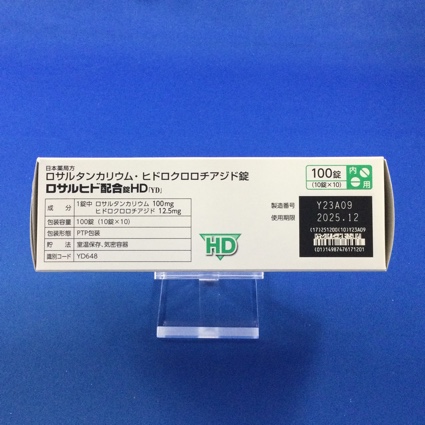 日本薬局方
ロサルタンカリウム・ヒドロクロロチアジド錠
ロサルヒド配合錠HD「YD」
100錠
(10錠×10)
内
用
成 分 1錠中 ロサルタンカリウム 100mg
ヒドロクロロチアジド 12.5mg
包装容量 100錠 (10錠×10)
包装形態 PTP包装
貯 法 室温保存、気密容器
識別コード YD648
HD
製造番号 Y23A09
使用期限 2025.12
(17)251200(10)Y23A09
(01)14987476171201